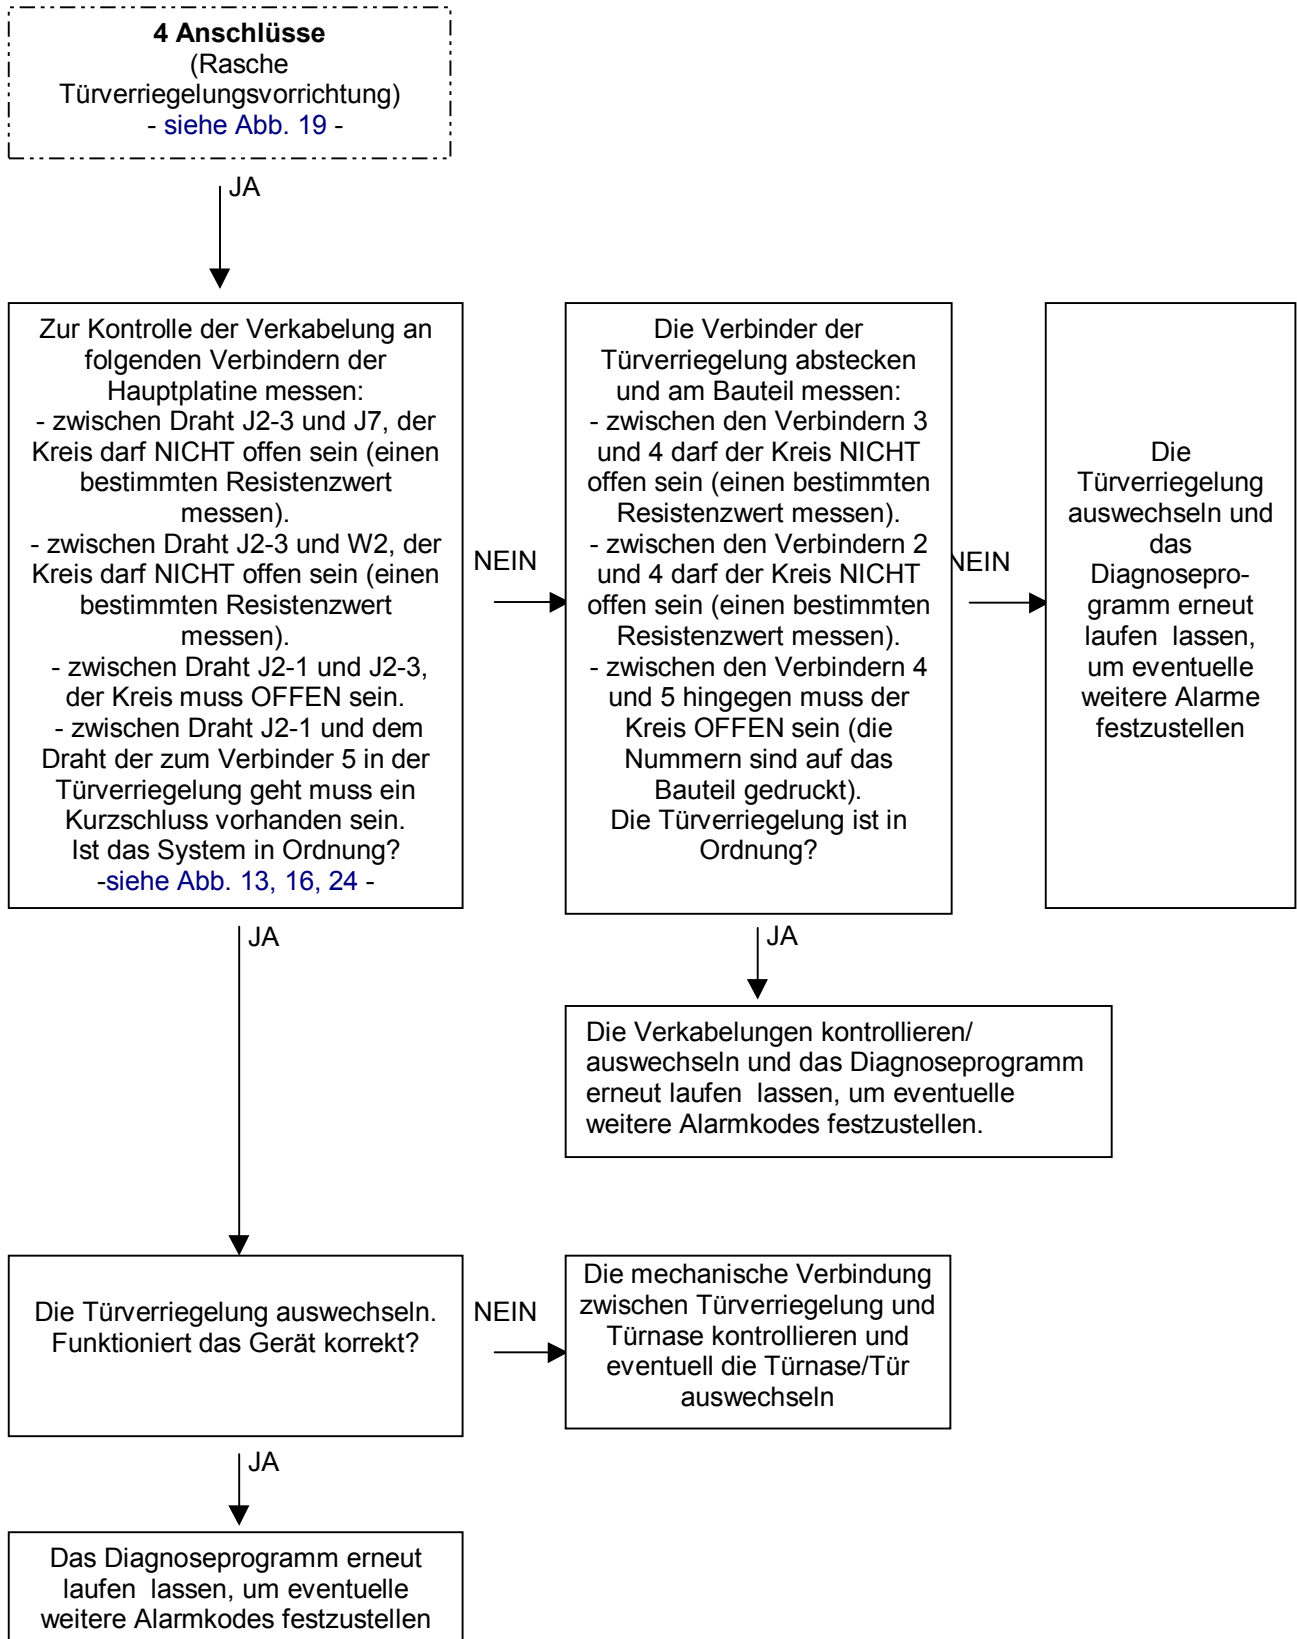 4 Anschlüsse
(Rasche
Türverriegelungsvorrichtung)
- siehe Abb. 19 -
JA
Zur Kontrolle der Verkabelung an
folgenden Verbindern der
Hauptplatine messen:
- zwischen Draht J2-3 und J7, der
Kreis darf NICHT offen sein (einen
bestimmten Resistenzwert
messen).
- zwischen Draht J2-3 und W2, der
Kreis darf NICHT offen sein (einen
bestimmten Resistenzwert
messen).
- zwischen Draht J2-1 und J2-3,
der Kreis muss OFFEN sein.
- zwischen Draht J2-1 und dem
Draht der zum Verbinder 5 in der
Türverriegelung geht muss ein
Kurzschluss vorhanden sein.
Ist das System in Ordnung?
-siehe Abb. 13, 16, 24 -
NEIN
Die Verbinder der
Türverriegelung abstecken
und am Bauteil messen:
- zwischen den Verbindern 3
und 4 darf der Kreis NICHT
offen sein (einen bestimmten
Resistenzwert messen).
- zwischen den Verbindern 2
und 4 darf der Kreis NICHT
offen sein (einen bestimmten
Resistenzwert messen).
- zwischen den Verbindern 4
und 5 hingegen muss der
Kreis OFFEN sein (die
Nummern sind auf das
Bauteil gedruckt).
Die Türverriegelung ist in
Ordnung?
NEIN
Die
Türverriegelung
auswechseln und
das
Diagnosepro-
gramm erneut
laufen lassen,
um eventuelle
weitere Alarme
festzustellen
JA
JA
Die Verkabelungen kontrollieren/
auswechseln und das Diagnoseprogramm
erneut laufen lassen, um eventuelle
weitere Alarmkodes festzustellen.
Die Türverriegelung auswechseln.
Funktioniert das Gerät korrekt?
NEIN
Die mechanische Verbindung
zwischen Türverriegelung und
Türnase kontrollieren und
eventuell die Türnase/Tür
auswechseln
JA
Das Diagnoseprogramm erneut
laufen lassen, um eventuelle
weitere Alarmkodes festzustellen